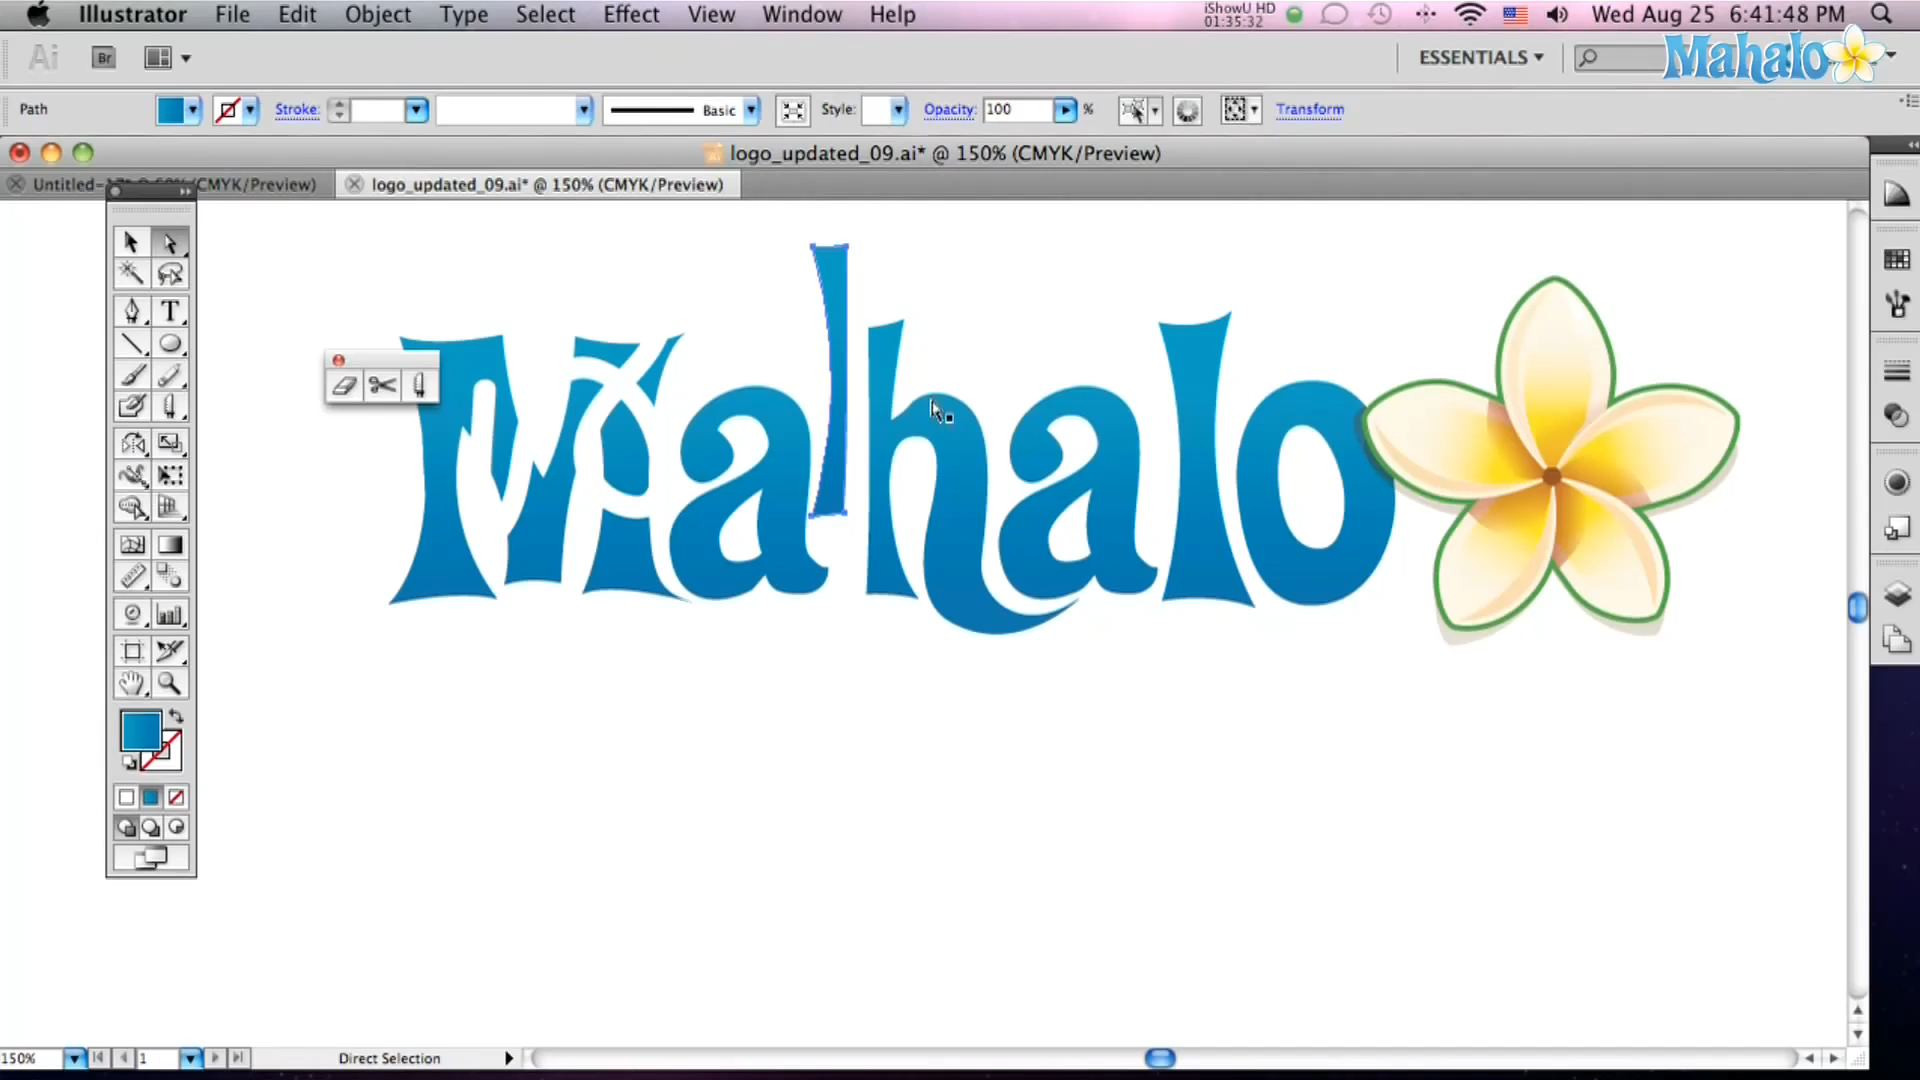 Illustrator File Edit Object Type Select Effect View Window Help iShowU HD 01:35:32 Wed Aug 25 6:41:48 PM
Ai Br ESSENTIALS Mahalo
Path Stroke: Basic Style: Opacity: 100 % Transform
logo_updated_09.ai* @ 150% (CMYK/Preview)
(CMYK/Preview) logo_updated_09.ai* @ 150% (CMYK/Preview)
T
Mahalo
150% 1 Direct Selection